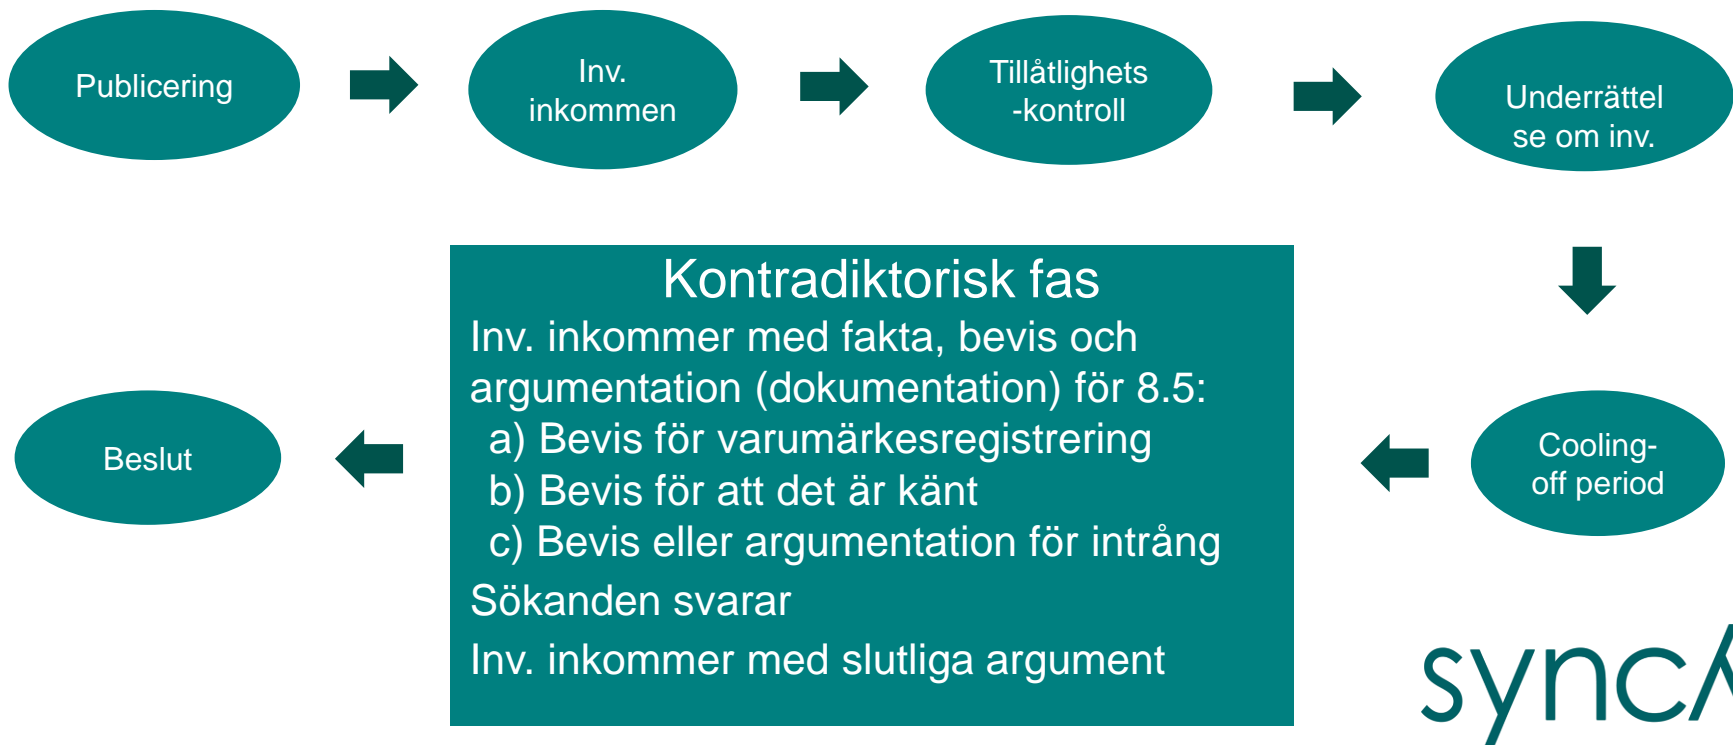 Publicering
Inv.
inkommen
Tillåtlighets
-kontroll
Underrättel
se om inv.
Kontradiktorisk fas
Inv. inkommer med fakta, bevis och
argumentation (dokumentation) för 8.5:
a) Bevis för varumärkesregistrering
b) Bevis för att det är känt
c) Bevis eller argumentation för intrång
Sökanden svarar
Inv. inkommer med slutliga argument
Cooling-
off period
Beslut